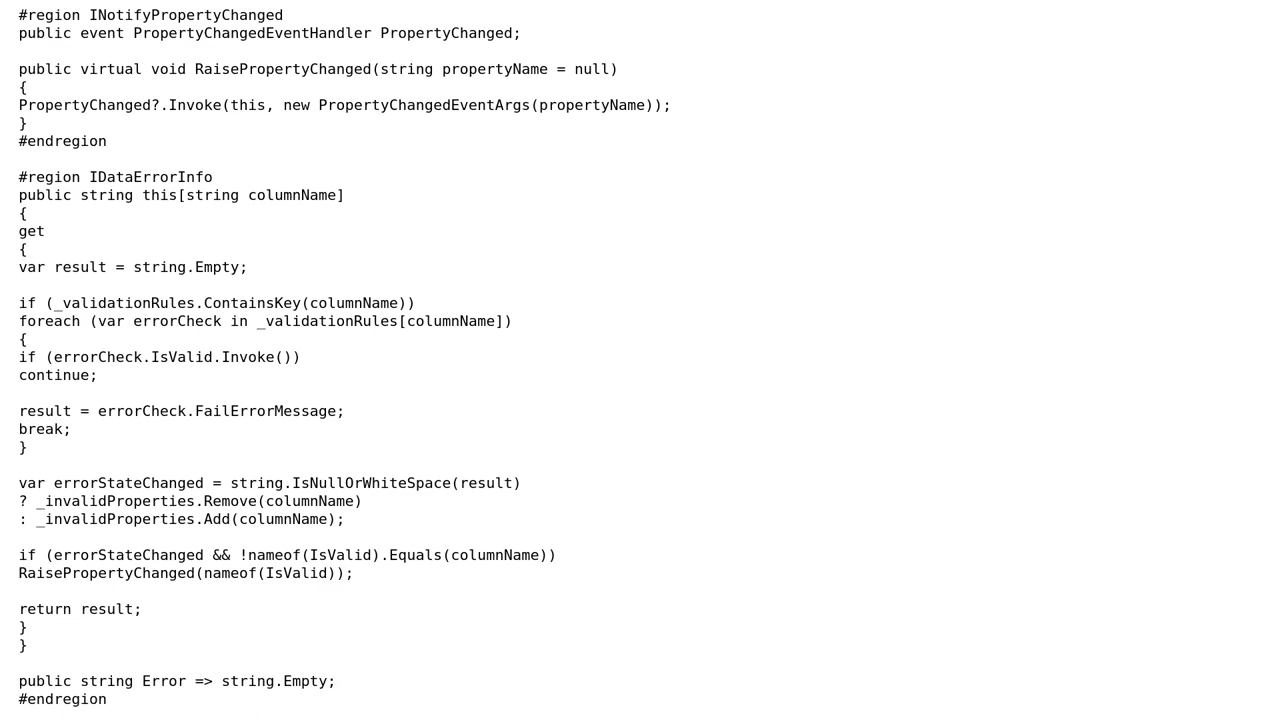 #region INotifyPropertyChanged
public event PropertyChangedEventHandler PropertyChanged;

public virtual void RaisePropertyChanged(string propertyName = null)
{
PropertyChanged?.Invoke(this, new PropertyChangedEventArgs(propertyName));
}
#endregion

#region IDataErrorInfo
public string this[string columnName]
{
get
{
var result = string.Empty;

if (_validationRules.ContainsKey(columnName))
foreach (var errorCheck in _validationRules[columnName])
{
if (errorCheck.IsValid.Invoke())
continue;

result = errorCheck.FailErrorMessage;
break;
}

var errorStateChanged = string.IsNullOrWhiteSpace(result)
? _invalidProperties.Remove(columnName)
: _invalidProperties.Add(columnName);

if (errorStateChanged && !nameof(IsValid).Equals(columnName))
RaisePropertyChanged(nameof(IsValid));

return result;
}
}

public string Error => string.Empty;
#endregion